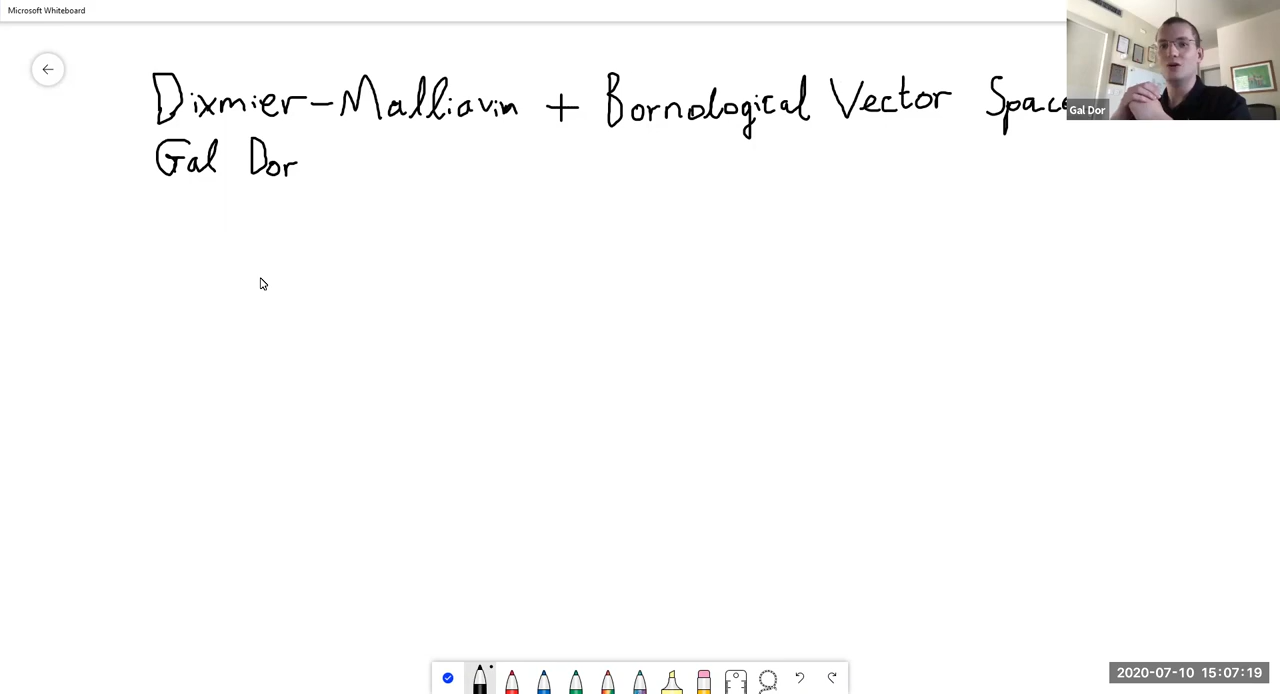 Microsoft Whiteboard
Dixmier-Malliavin + Bornological Vector Space
Gal Dor
Gal Dor
2020-07-10 15:07:19